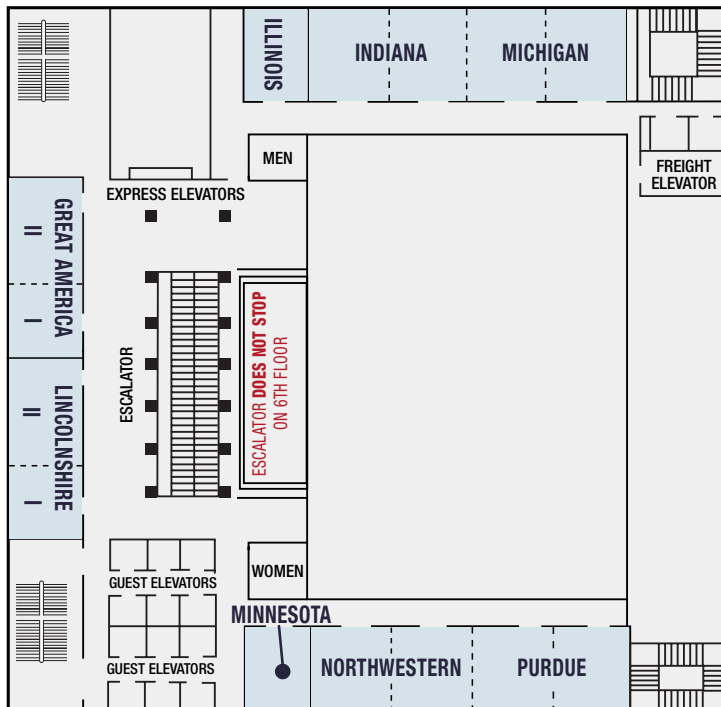 ILLINOIS
INDIANA
MICHIGAN
MEN
EXPRESS ELEVATORS
FREIGHT
ELEVATOR
GREAT AMERICA
II
I
ESCALATOR
ESCALATOR DOES NOT STOP
ON 6TH FLOOR
LINCOLNSHIRE
II
I
GUEST ELEVATORS
WOMEN
MINNESOTA
GUEST ELEVATORS
NORTHWESTERN
PURDUE